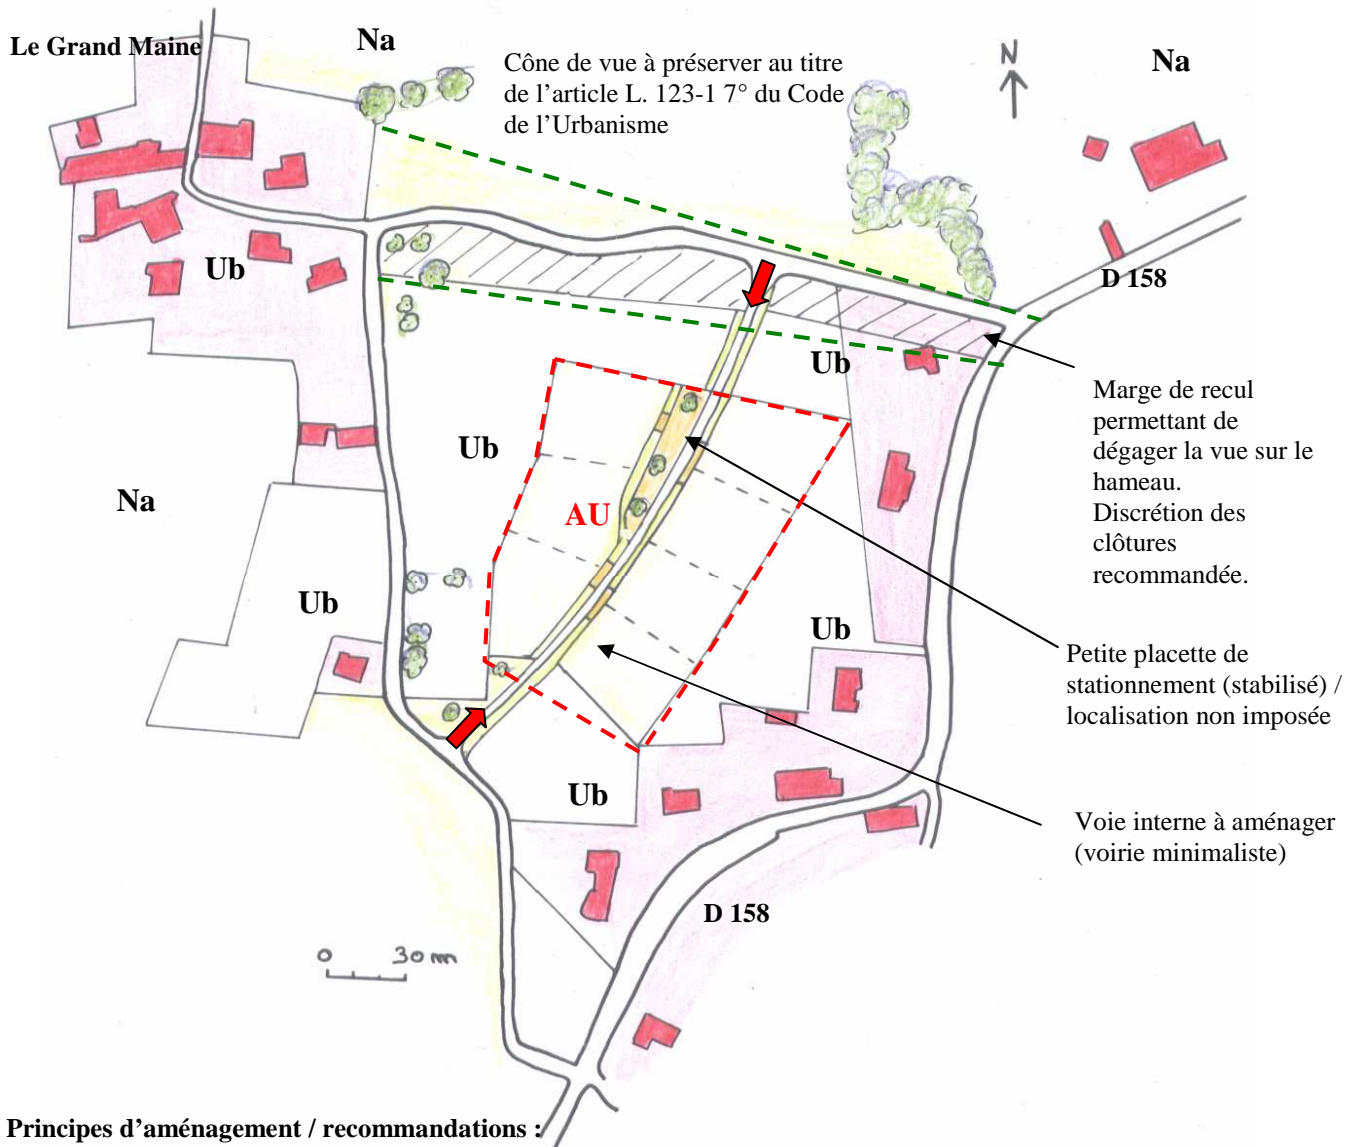 Le Grand Maine
Na
Cône de vue à préserver au titre
de l’article L. 123-1 7° du Code
de l’Urbanisme
N
Na
D 158
Ub
Ub
Marge de recul
permettant de
dégager la vue sur le
hameau.
Discrétion des
clôtures
recommandée.
Ub
Na
AU
Ub
Ub
Petite placette de
stationnement (stabilisé) /
localisation non imposée
Ub
Voie interne à aménager
(voirie minimaliste)
D 158
0 30 m
Principes d’aménagement / recommandations :